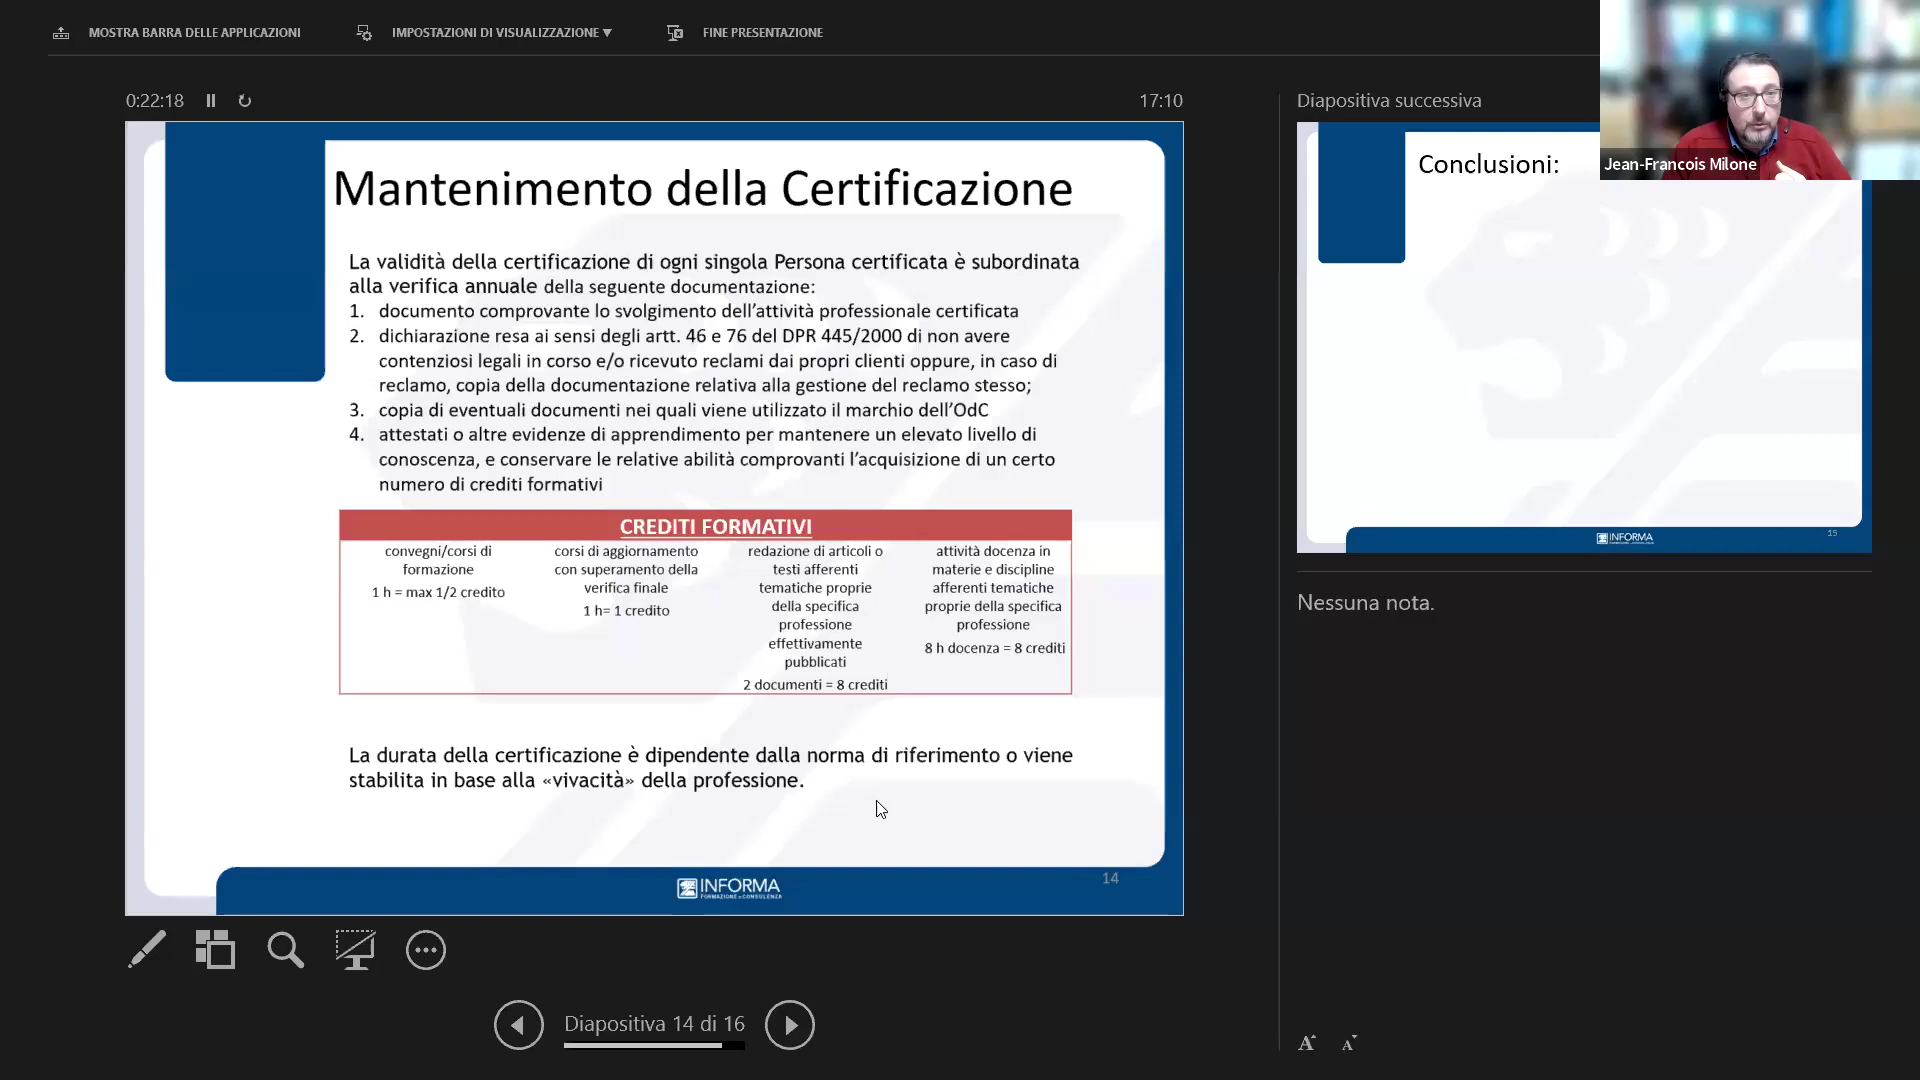 MOSTRA BARRA DELLE APPLICAZIONI
IMPOSTAZIONI DI VISUALIZZAZIONE ▼
FINE PRESENTAZIONE
0:22:18
17:10
Mantenimento della Certificazione
La validità della certificazione di ogni singola Persona certificata è subordinata
alla verifica annuale della seguente documentazione:
1. documento comprovante lo svolgimento dell’attività professionale certificata
2. dichiarazione resa ai sensi degli artt. 46 e 76 del DPR 445/2000 di non avere
contenziosi legali in corso e/o ricevuto reclami dai propri clienti oppure, in caso di
reclamo, copia della documentazione relativa alla gestione del reclamo stesso;
3. copia di eventuali documenti nei quali viene utilizzato il marchio dell’OdC
4. attestati o altre evidenze di apprendimento per mantenere un elevato livello di
conoscenza, e conservare le relative abilità comprovanti l’acquisizione di un certo
numero di crediti formativi
CREDITI FORMATIVI
convegni/corsi di
formazione
1 h = max 1/2 credito
corsi di aggiornamento
con superamento della
verifica finale
1 h= 1 credito
redazione di articoli o
testi afferenti
tematiche proprie
della specifica
professione
effettivamente
pubblicati
2 documenti = 8 crediti
attività docenza in
materie e discipline
afferenti tematiche
proprie della specifica
professione
8 h docenza = 8 crediti
La durata della certificazione è dipendente dalla norma di riferimento o viene
stabilita in base alla «vivacità» della professione.
INFORMA
FORMAZIONE e CONSULENZA
14
Diapositiva 14 di 16
Diapositiva successiva
Jean-Francois Milone
Conclusioni:
INFORMA
15
Nessuna nota.
A A